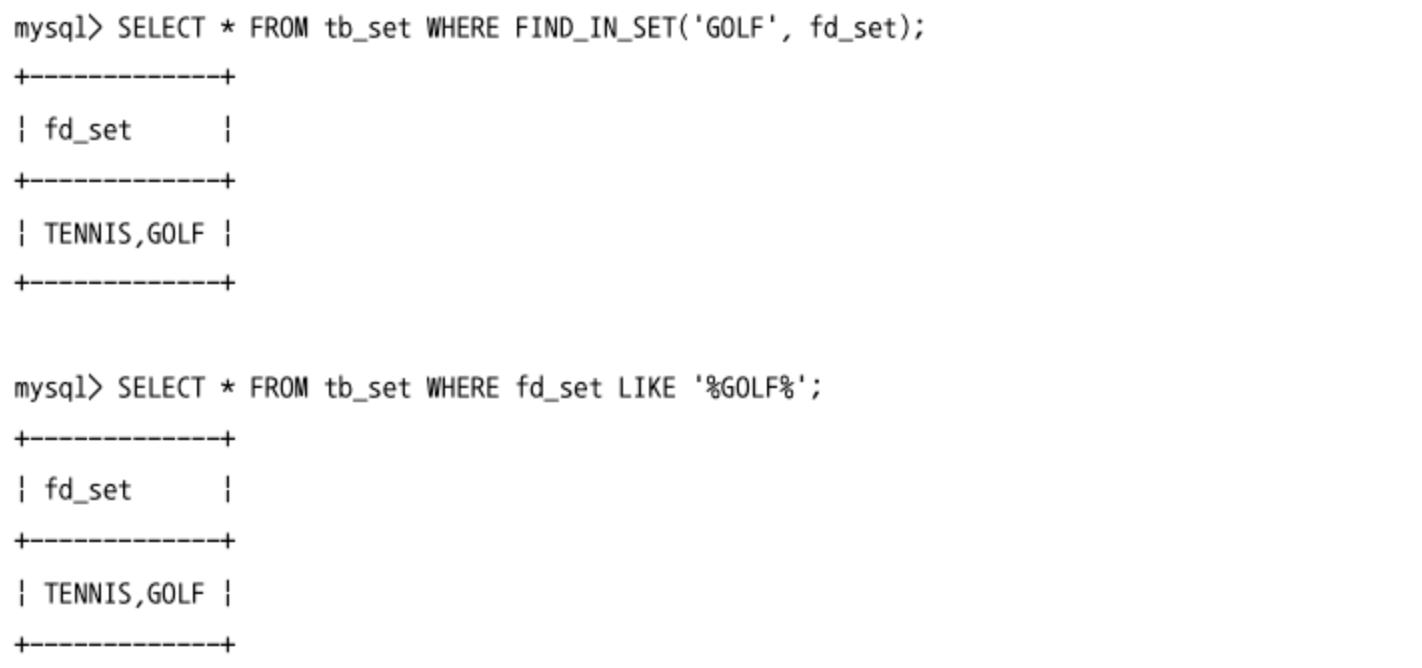 mysql> SELECT * FROM tb_set WHERE FIND_IN_SET('GOLF', fd_set);
+-------------+
¦ fd_set      ¦
+-------------+
¦ TENNIS,GOLF ¦
+-------------+
mysql> SELECT * FROM tb_set WHERE fd_set LIKE '%GOLF%';
+-------------+
¦ fd_set      ¦
+-------------+
¦ TENNIS,GOLF ¦
+-------------+